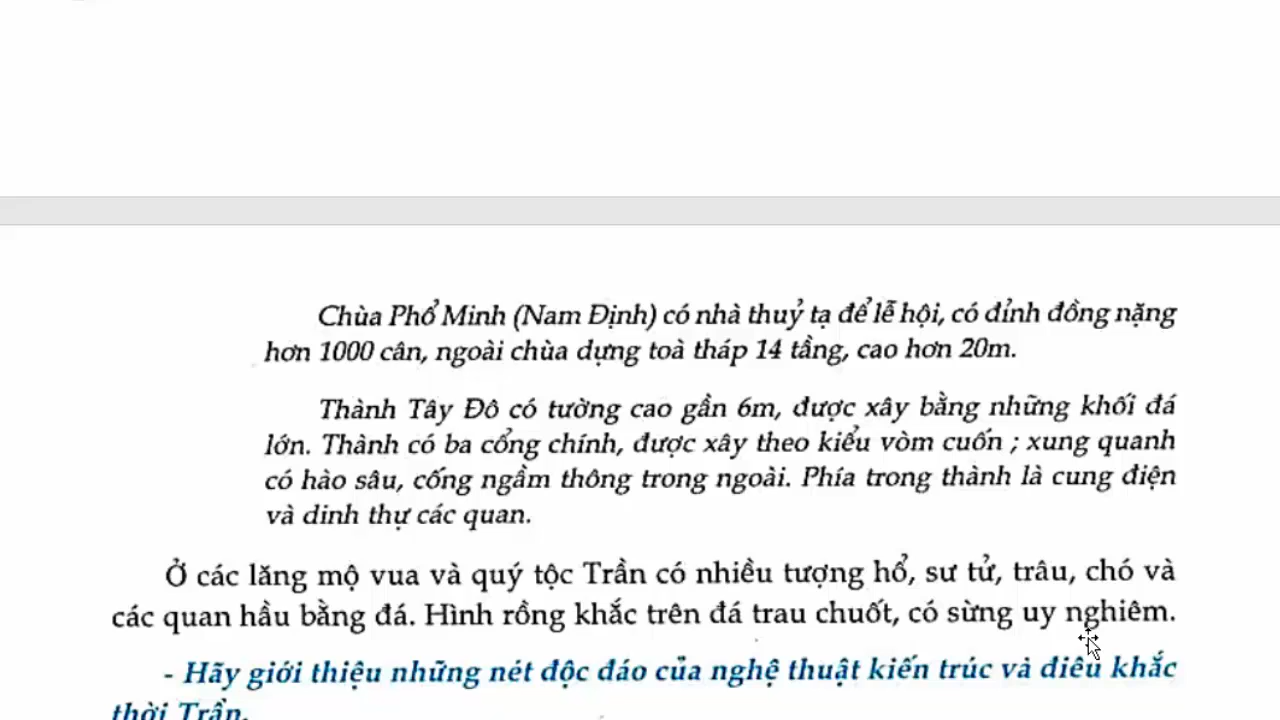 Chùa Phổ Minh (Nam Định) có nhà thuỷ tạ để lễ hội, có đỉnh đồng nặng
hơn 1000 cân, ngoài chùa dựng toà tháp 14 tầng, cao hơn 20m.
Thành Tây Đô có tường cao gần 6m, được xây bằng những khối đá
lớn. Thành có ba cổng chính, được xây theo kiểu vòm cuốn ; xung quanh
có hào sâu, cống ngầm thông trong ngoài. Phía trong thành là cung điện
và dinh thự các quan.
Ở các lăng mộ vua và quý tộc Trần có nhiều tượng hổ, sư tử, trâu, chó và
các quan hầu bằng đá. Hình rồng khắc trên đá trau chuốt, có sừng uy nghiêm.
- Hãy giới thiệu những nét độc đáo của nghệ thuật kiến trúc và điêu khắc
thời Trần.